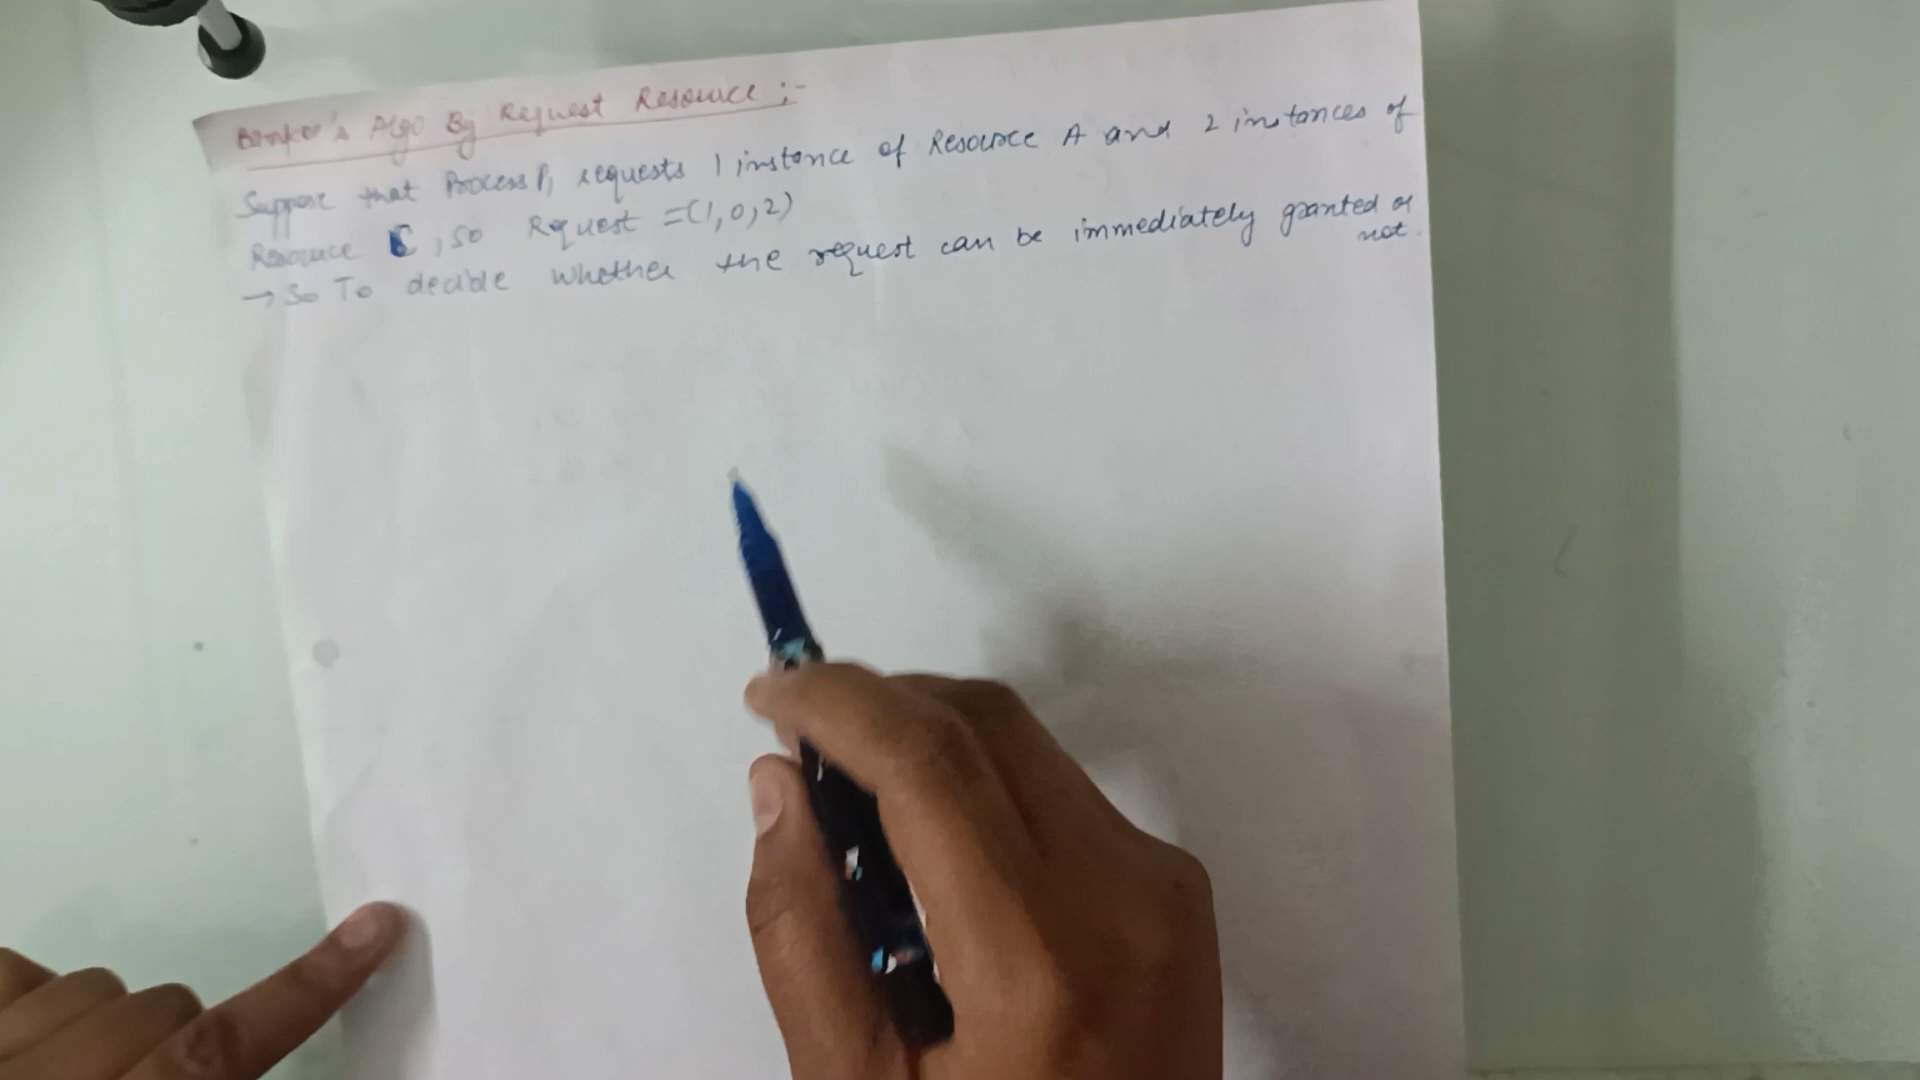 Banker's Algo By Request Resource :-
Suppose that Process P1 requests 1 instance of Resource A and 2 instances of
Resource C, so Request =(1,0,2)
→ So To decide whether the request can be immediately granted or
not.